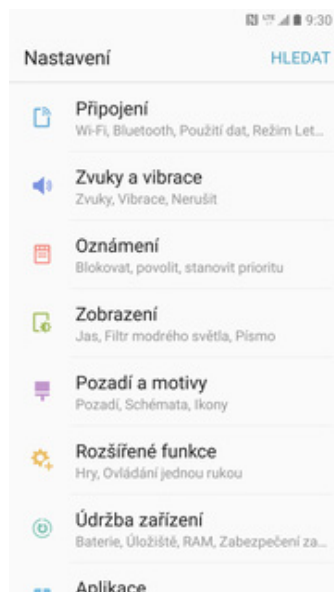 9:30
Nastavení
HLEDAT
Připojení
Wi-Fi, Bluetooth, Použití dat, Režim Let...
Zvuky a vibrace
Zvuky, Vibrace, Nerušit
Oznámení
Blokovat, povolit, stanovit prioritu
Zobrazení
Jas, Filtr modrého světla, Písmo
Pozadí a motivy
Pozadí, Schémata, Ikony
Rozšířené funkce
Hry, Ovládání jednou rukou
Údržba zařízení
Baterie, Úložiště, RAM, Zabezpečení za...
Aplikace